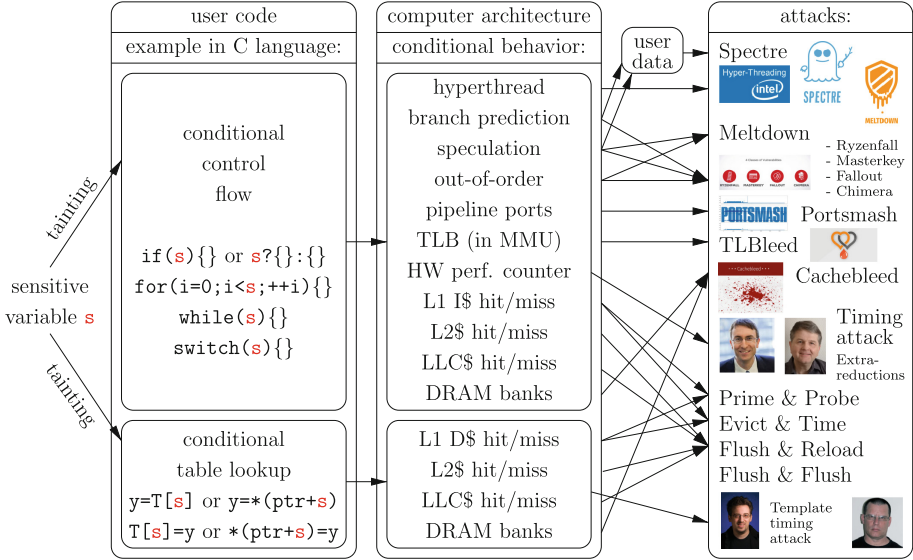 user code
example in C language:
conditional
control
flow
if(s){} or s?{}:{}
for(i=0;i<s;++i){}
while(s){}
switch(s){}
conditional
table lookup
y=T[s] or y=*(ptr+s)
T[s]=y or *(ptr+s)=y
tainting
sensitive
variable s
tainting
computer architecture
conditional behavior:
hyperthread
branch prediction
speculation
out-of-order
pipeline ports
TLB (in MMU)
HW perf. counter
L1 I$ hit/miss
L2$ hit/miss
LLC$ hit/miss
DRAM banks
L1 D$ hit/miss
L2$ hit/miss
LLC$ hit/miss
DRAM banks
user
data
attacks:
Spectre
Hyper-Threading
intel
SPECTRE
MELTDOWN
Meltdown
- Ryzenfall
- Masterkey
- Fallout
- Chimera
RYZENFALL MASTERKEY FALLOUT CHIMERA
PORTSMASH
Portsmash
TLBleed
Cachebleed
CacheBleed
Timing
attack
Extra-
reductions
Prime & Probe
Evict & Time
Flush & Reload
Flush & Flush
Template
timing
attack